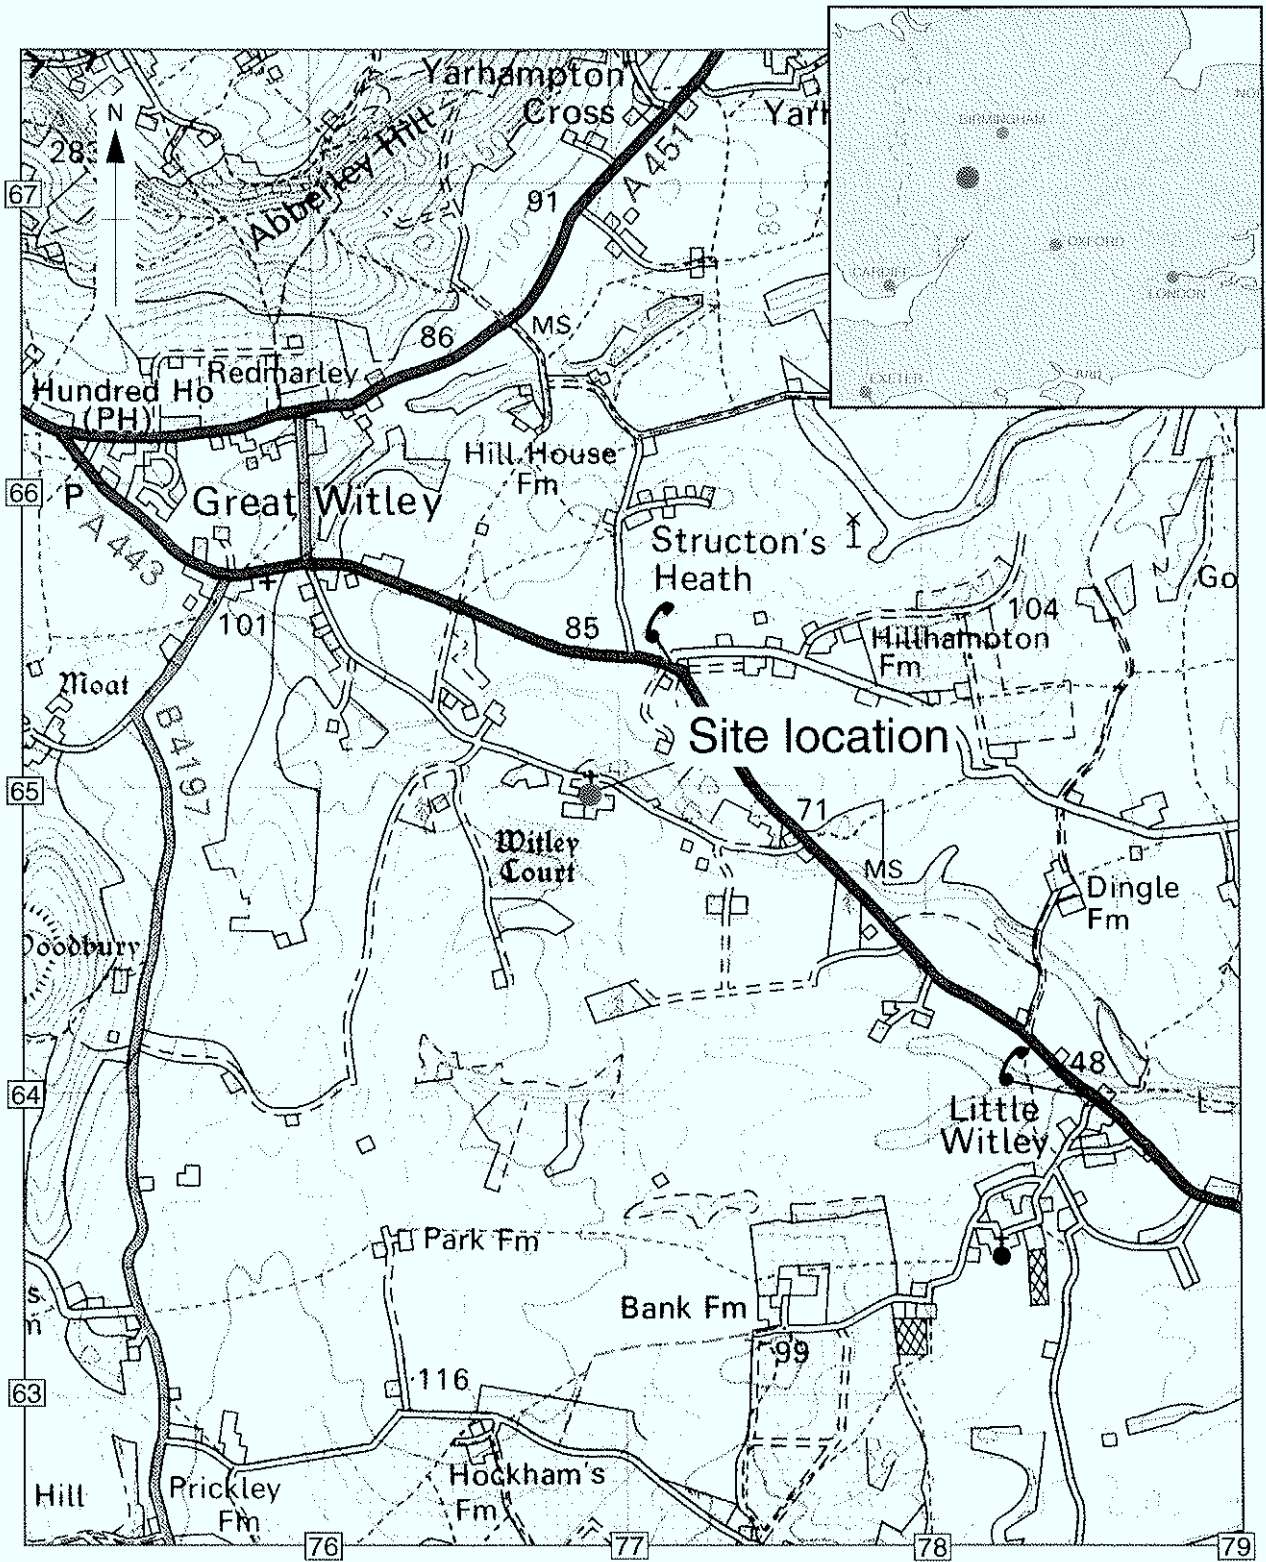 Yarhampton
Cross
Yarh
N
28
Abberley Hill
A 451
67
91
100
80
BIRMINGHAM
OXFORD
CARDIFF
LONDON
EXETER
MS
86
Redmarley
Hundred Ho
(PH)
Hill House
Fm
66
P
Great Witley
A 443
Structon's
Heath
Go
101
85
104
Hillhampton
Fm
Moat
B4197
Site location
65
71
Witley
Court
MS
Dingle
Fm
Woodbury
64
48
Little
Witley
Park Fm
s
Bank Fm
99
63
116
Hockham's
Fm
Hill
Prickley
Fm
76
77
78
79